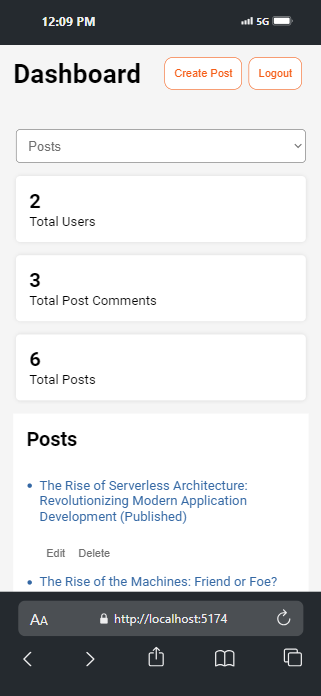 12:09 PM
5G
Dashboard
Create Post
Logout
Posts
2
Total Users
3
Total Post Comments
6
Total Posts
Posts
• The Rise of Serverless Architecture:
Revolutionizing Modern Application
Development (Published)
Edit Delete
• The Rise of the Machines: Friend or Foe?
AA
http://localhost:5174